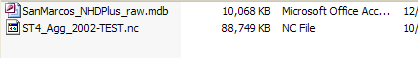 SanMarcos_NHDPlus_raw.mdb 10,068 KB Microsoft Office Acc... 12/
ST4_Agg_2002-TEST.nc 88,749 KB NC File 10/